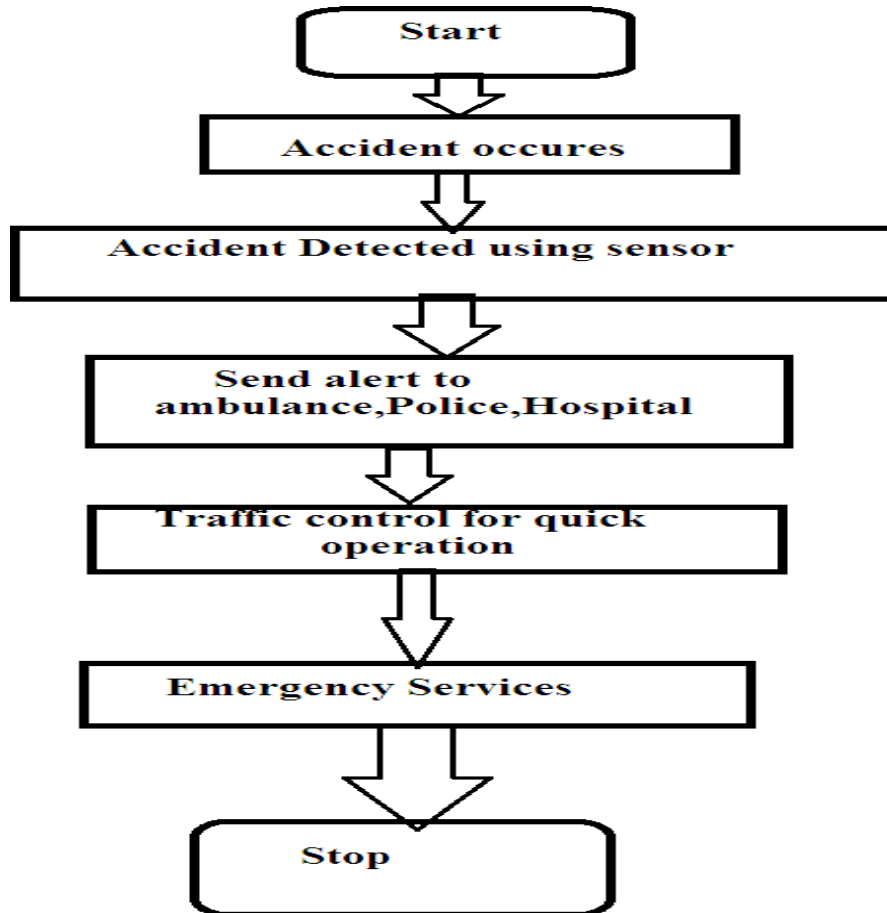 Start
Accident occures
Accident Detected using sensor
Send alert to
ambulance,Police,Hospital
Traffic control for quick
operation
Emergency Services
Stop